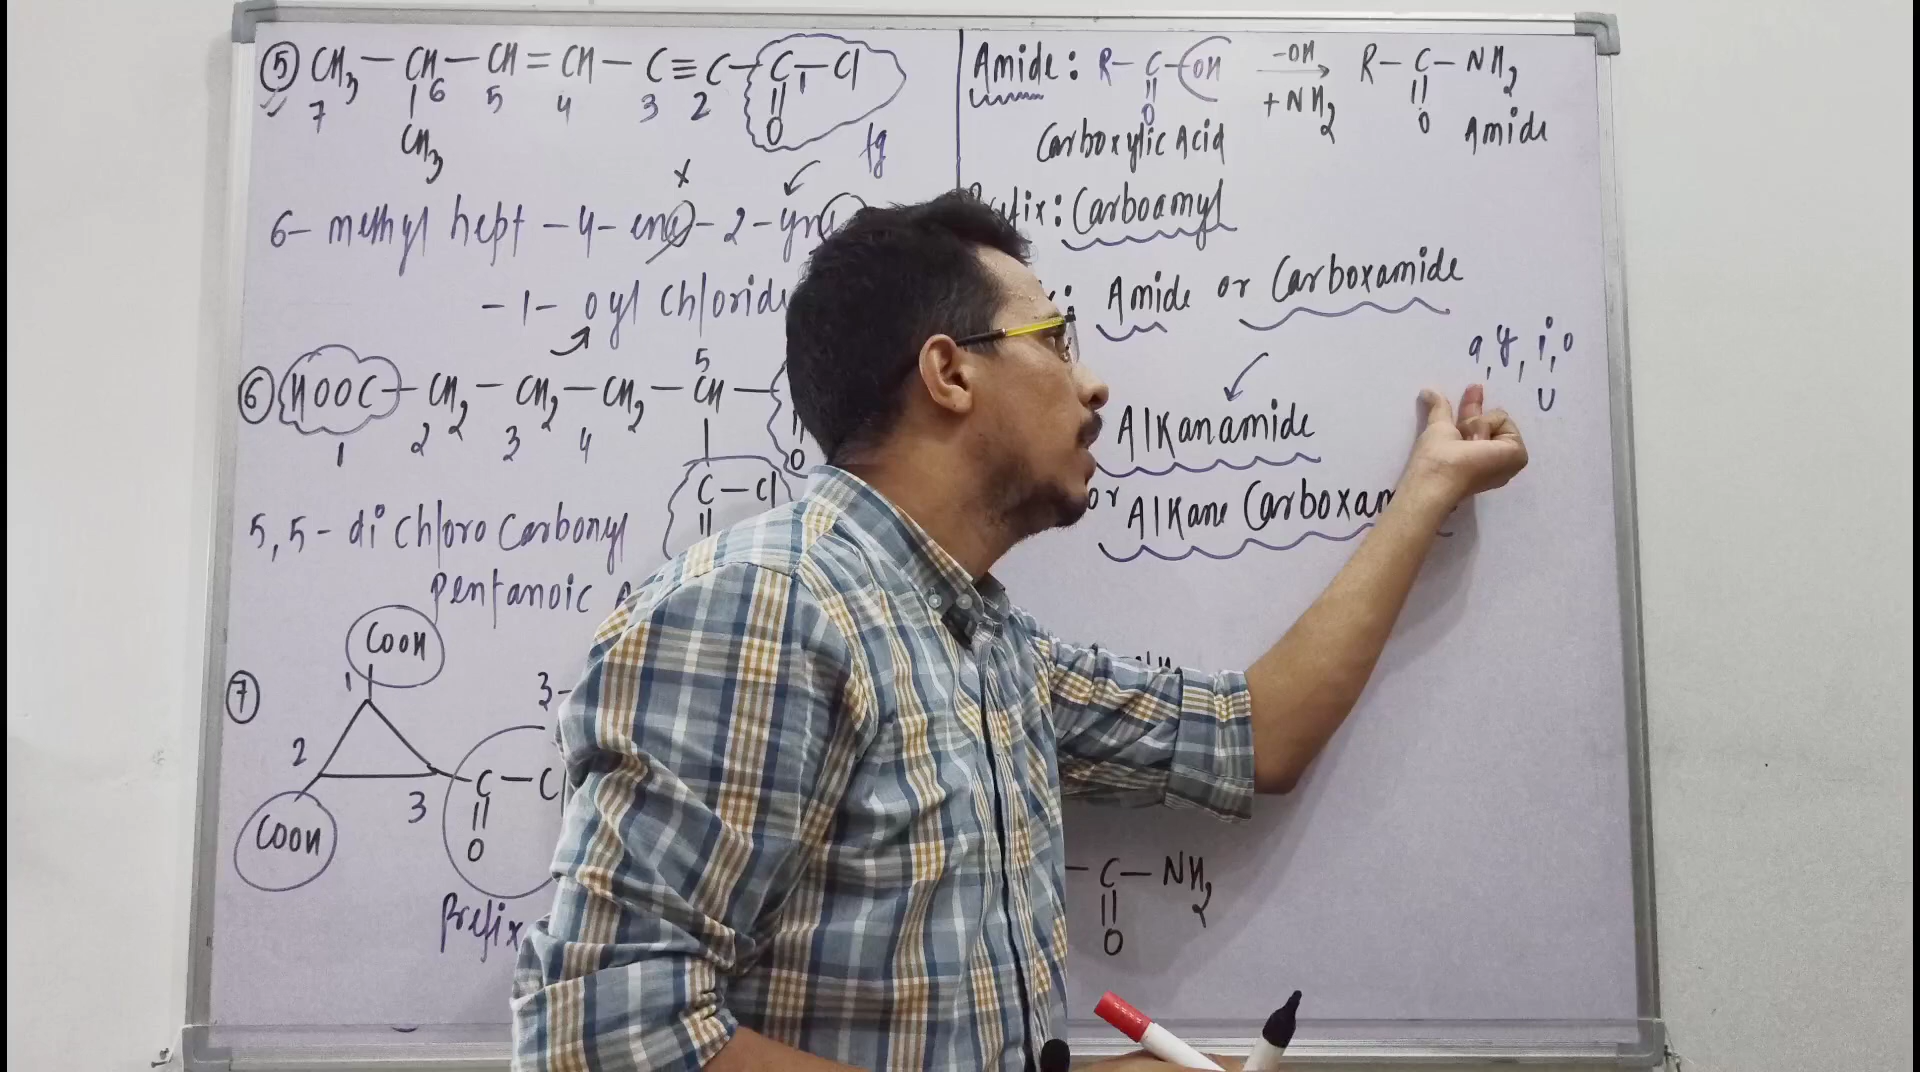 ⑤ CH3 – CH – CH = CH – C ≡ C – C – Cl
7 6 5 4 3 2 1
CH3 O fg
x
6- methyl hept -4- ene -2-
-1- oyl chloride
⑥ HOOC – CH2 – CH2 – CH2 – CH –
1 2 3 4 5
O
C – Cl
5,5- di chloro carbonyl
pentanoic
⑦ COOH
1
2
3
3-
C –
O
COOH
Prefix
Amide: R – C – OH -OH +NH2 R – C – NH2
O O
Carboxylic Acid Amide
: Carboamyl
: Amide or Carboxamide
a, y, i, o
u
AlKanamide
or AlKane
– C – NH2
O